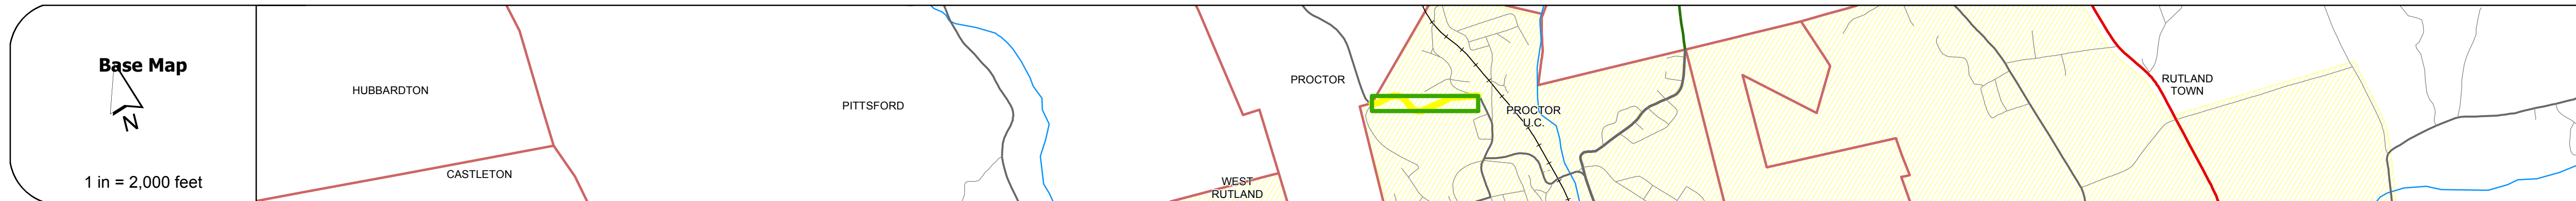 Base Map
N
1 in = 2,000 feet
HUBBARDTON
CASTLETON
PITTSFORD
WEST
RUTLAND
PROCTOR
PROCTOR
U.C.
RUTLAND
TOWN